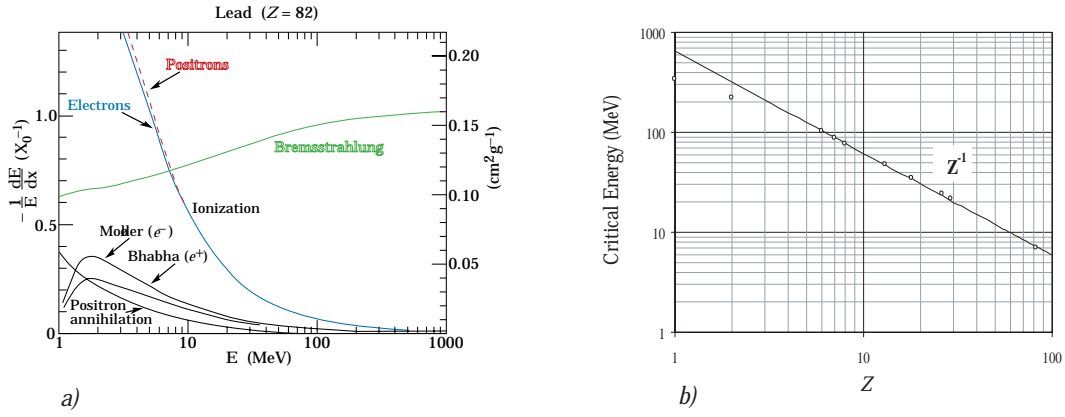 Lead (Z = 82)
Positrons
Electrons
Bremsstrahlung
Ionization
Moller (e−)
Bhabha (e+)
Positron
annihilation
− 1/E dE/dx (X0−1)
1.0
0.5
0
0.20
0.15
0.10
0.05
(cm2g−1)
1 10 100 1000
E (MeV)
a)
Critical Energy (MeV)
1000
100
10
1
Z-1
1 10 100
Z
b)